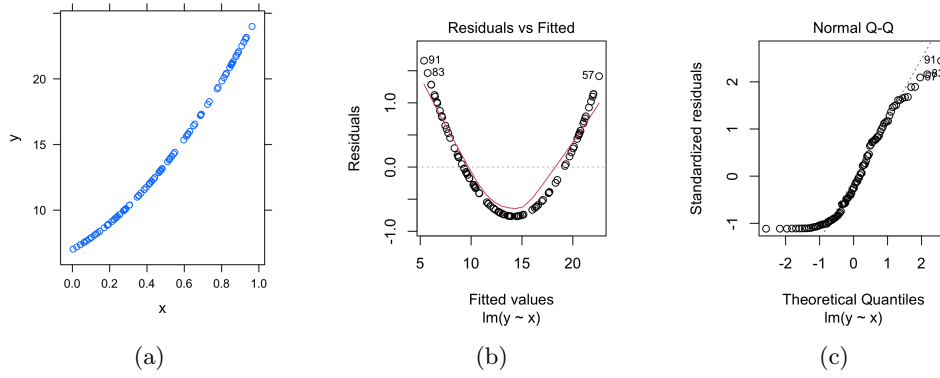 Residuals vs Fitted
Normal Q-Q
20
15
10
y
0.0 0.2 0.4 0.6 0.8 1.0
x
(a)
91
83
57
1.0
0.0
-1.0
Residuals
5 10 15 20
Fitted values
lm(y ~ x)
(b)
91
83
2
1
0
-1
Standardized residuals
-2 -1 0 1 2
Theoretical Quantiles
lm(y ~ x)
(c)